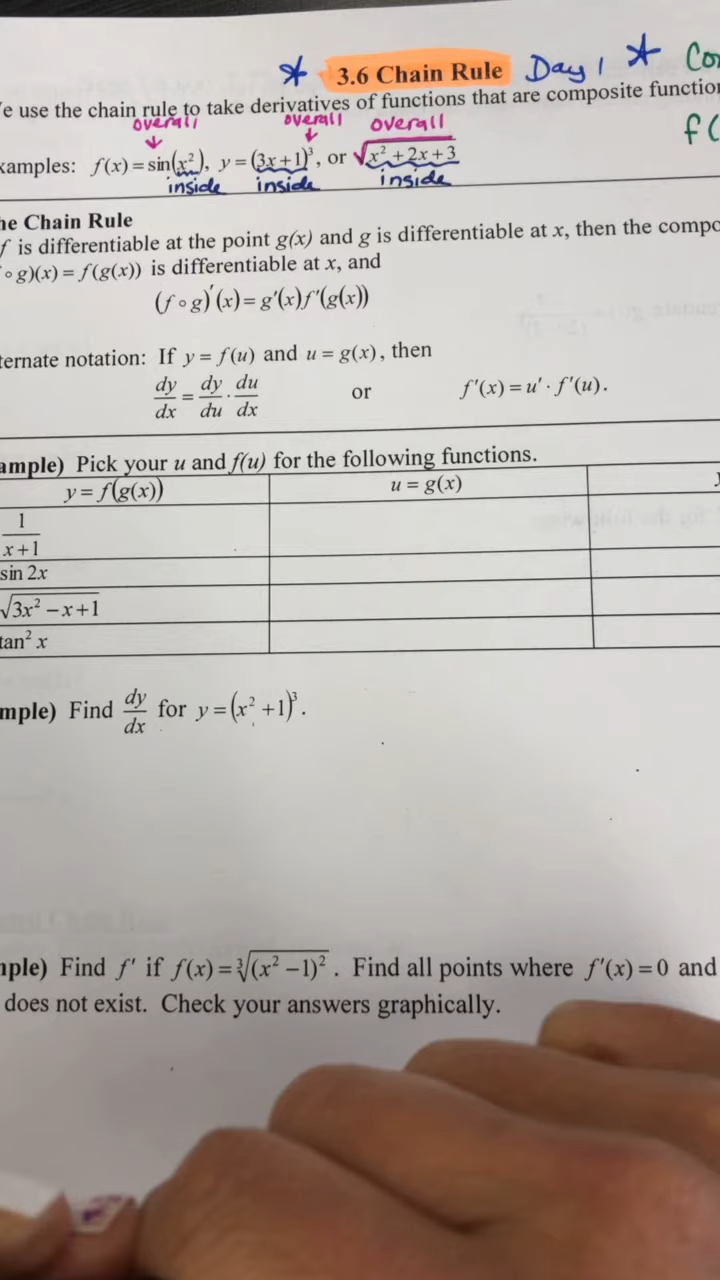 * 3.6 Chain Rule Day 1 *
e use the chain rule to take derivatives of functions that are composite
overall overall overall f(
xamples: f(x) = sin(x²), y = (3x+1)³, or √(x² + 2x + 3)
inside inside inside
he Chain Rule
f is differentiable at the point g(x) and g is differentiable at x, then the
∘ g)(x) = f(g(x)) is differentiable at x, and
(f ∘ g)′(x) = g′(x)f′(g(x))
ternate notation: If y = f(u) and u = g(x), then
dy/dx = dy/du · du/dx or f′(x) = u′ · f′(u).
ample) Pick your u and f(u) for the following functions.
y = f(g(x)) u = g(x)
1/(x+1)
sin 2x
√(3x² − x + 1)
tan² x
mple) Find dy/dx for y = (x² + 1)³.
mple) Find f′ if f(x) = ∛((x² − 1)²). Find all points where f′(x) = 0 and
does not exist. Check your answers graphically.